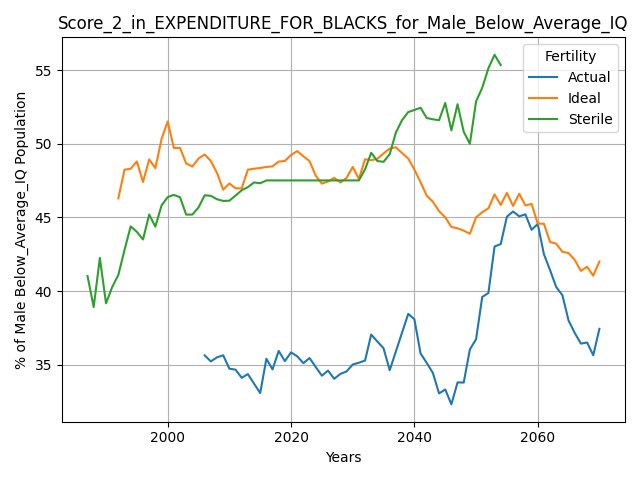 Score_2_in_EXPENDITURE_FOR_BLACKS_for_Male_Below_Average_IQ
% of Male Below_Average_IQ Population
55
50
45
40
35
Fertility
Actual
Ideal
Sterile
2000
2020
2040
2060
Years